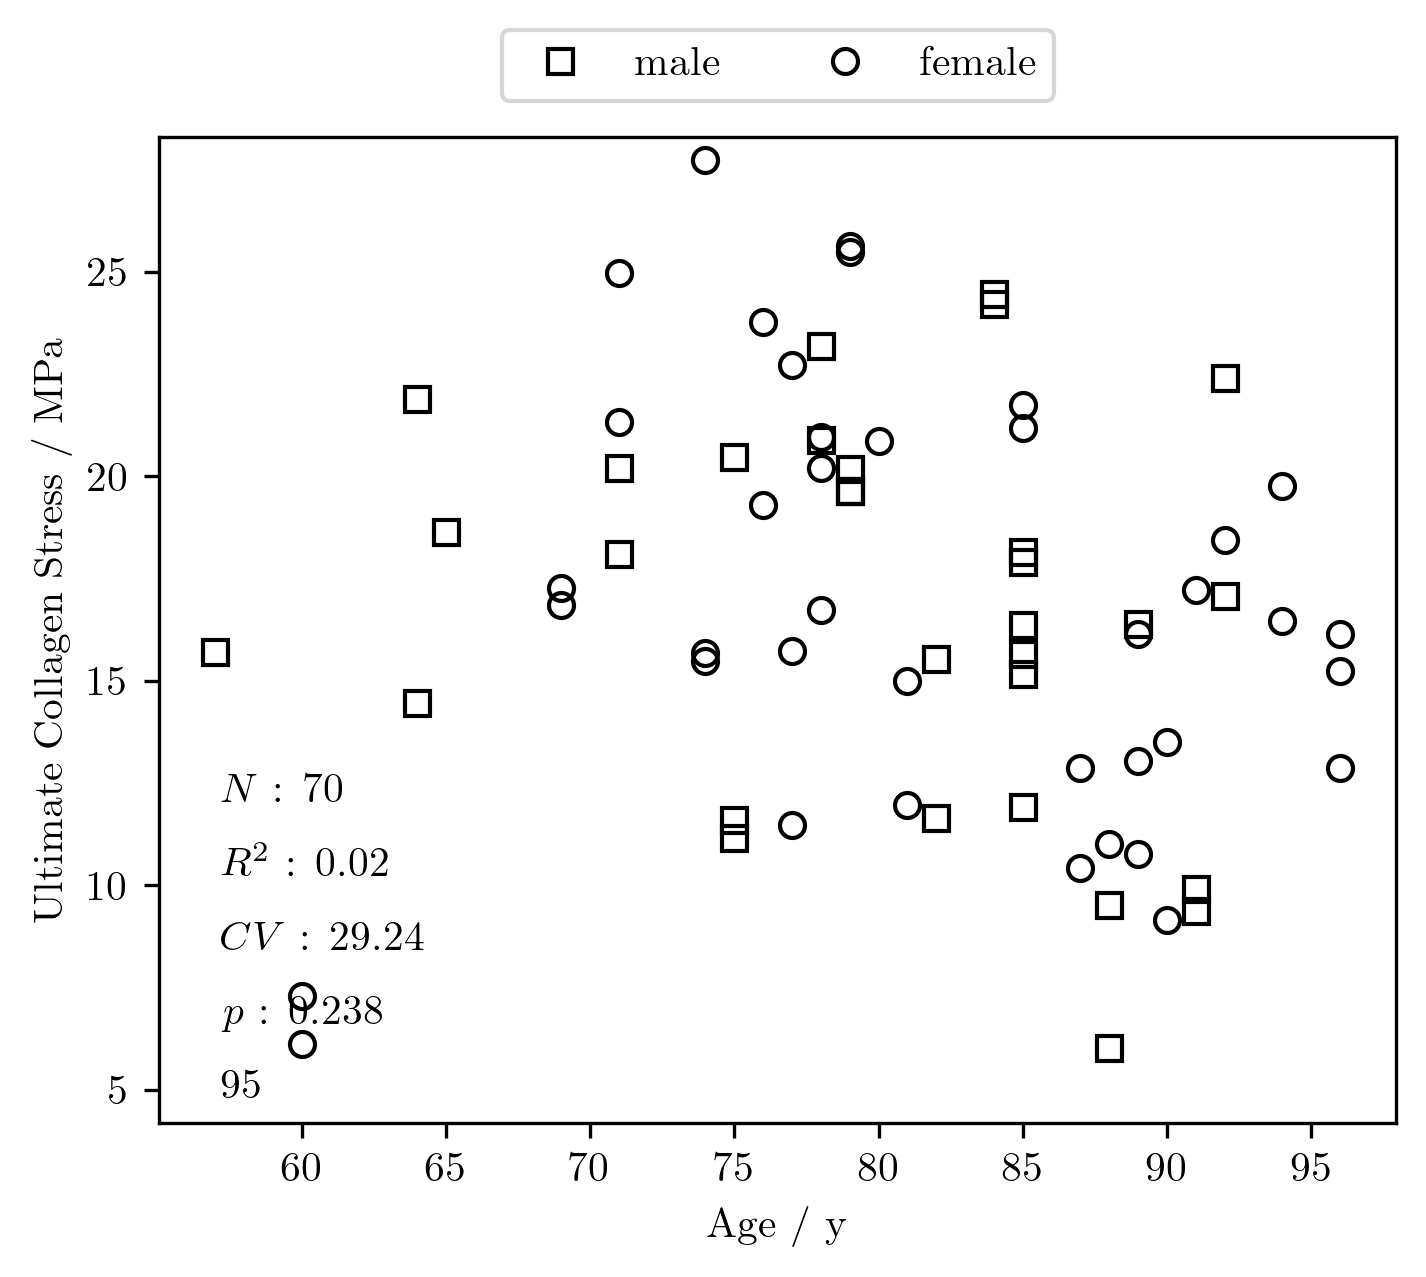 male female
Ultimate Collagen Stress / MPa
25
20
15
10
5
N : 70
R² : 0.02
CV : 29.24
p : 0.238
95
60 65 70 75 80 85 90 95
Age / y